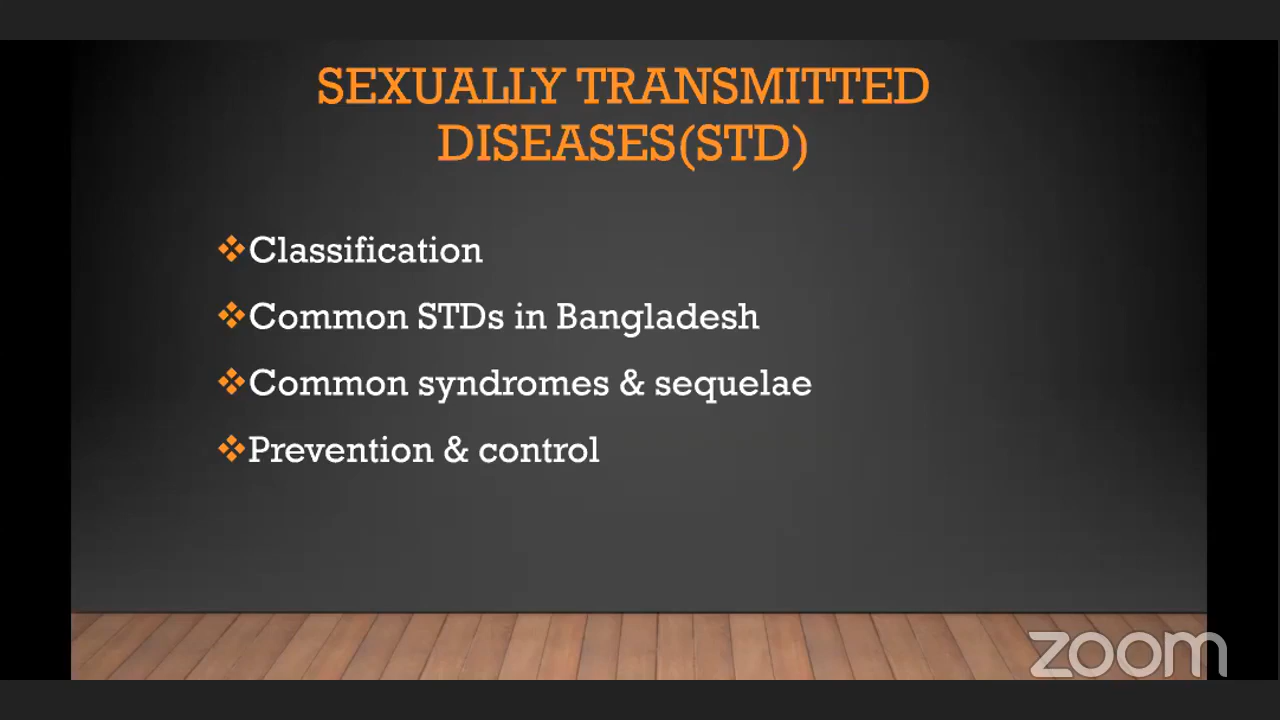 SEXUALLY TRANSMITTED
DISEASES(STD)
❖Classification
❖Common STDs in Bangladesh
❖Common syndromes & sequelae
❖Prevention & control
zoom